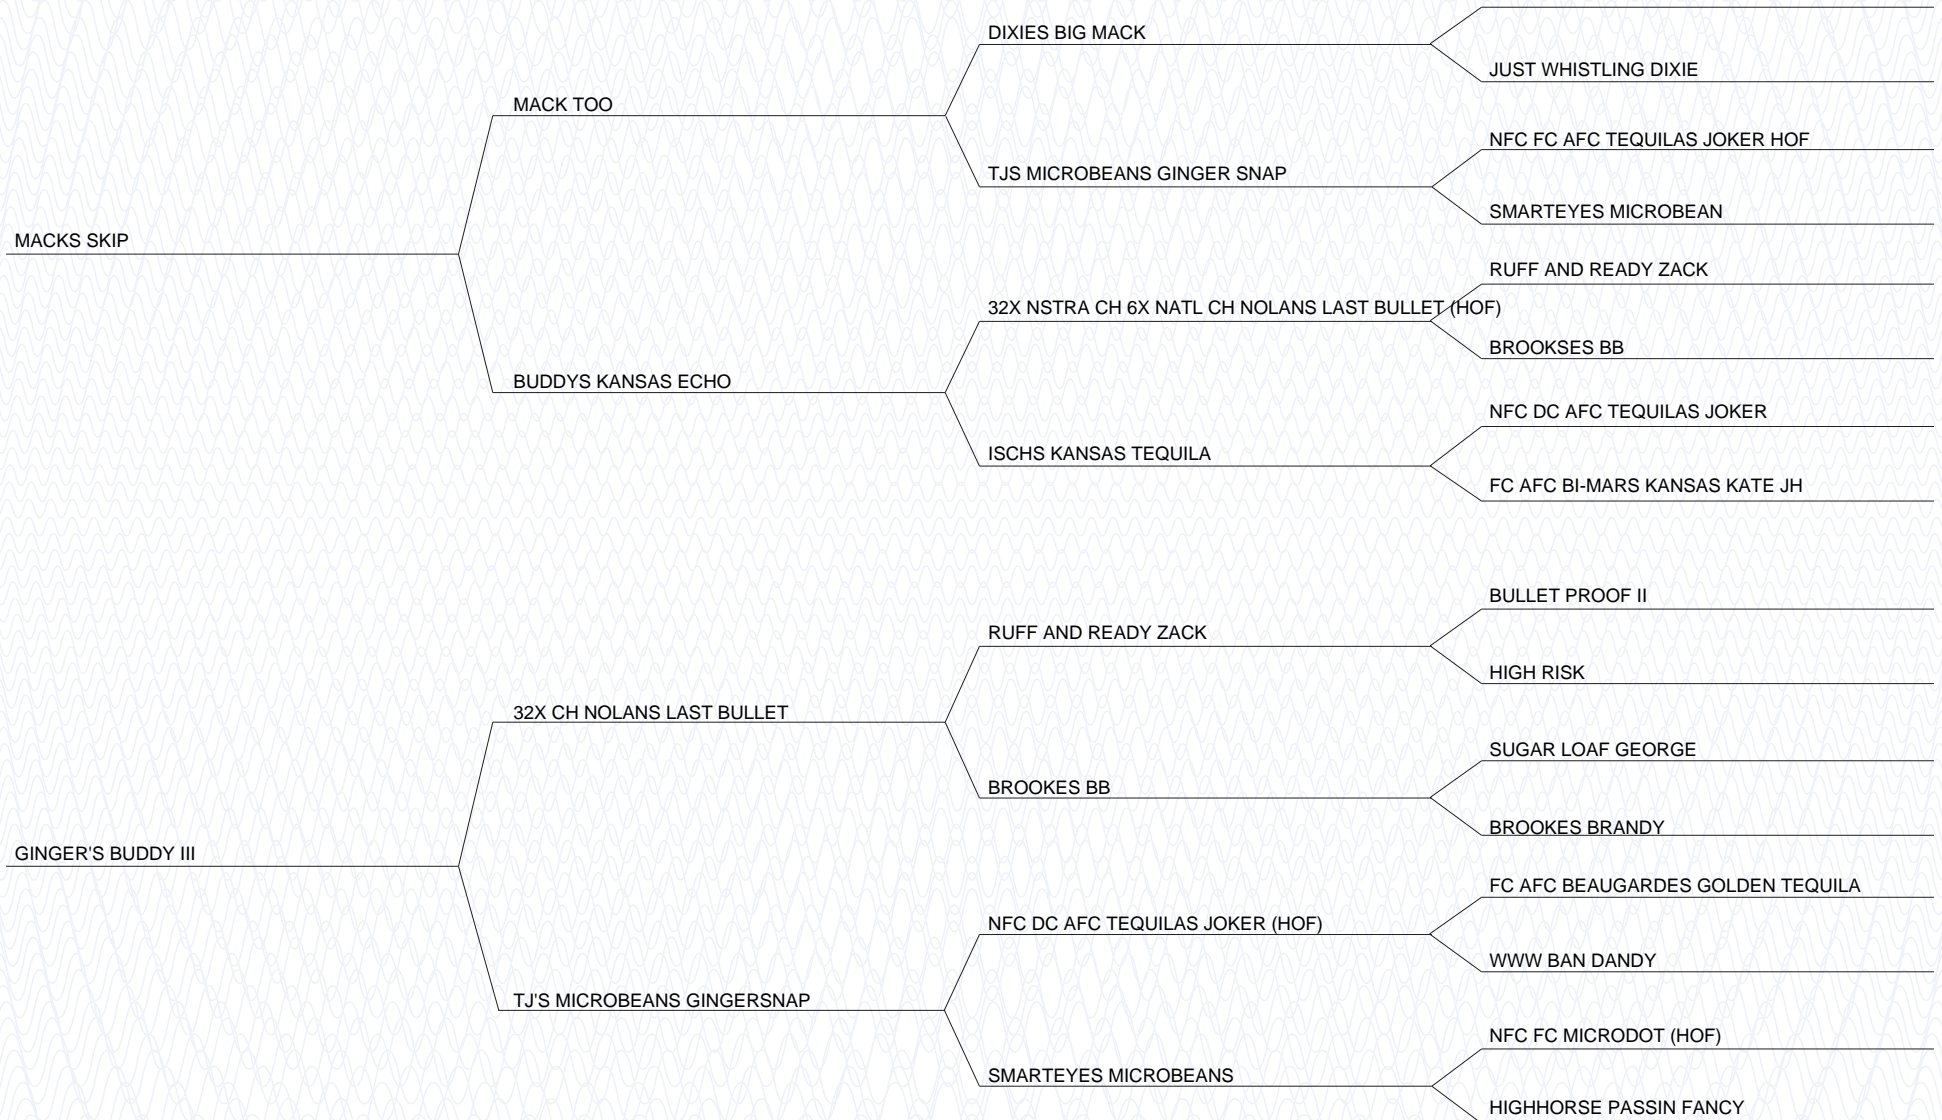 DIXIES BIG MACK
JUST WHISTLING DIXIE
MACK TOO
NFC FC AFC TEQUILAS JOKER HOF
TJS MICROBEANS GINGER SNAP
SMARTEYES MICROBEAN
MACKS SKIP
RUFF AND READY ZACK
32X NSTRA CH 6X NATL CH NOLANS LAST BULLET (HOF)
BROOKSES BB
BUDDYS KANSAS ECHO
NFC DC AFC TEQUILAS JOKER
ISCHS KANSAS TEQUILA
FC AFC BI-MARS KANSAS KATE JH
BULLET PROOF II
RUFF AND READY ZACK
HIGH RISK
32X CH NOLANS LAST BULLET
SUGAR LOAF GEORGE
BROOKES BB
BROOKES BRANDY
GINGER'S BUDDY III
FC AFC BEAUGARDES GOLDEN TEQUILA
NFC DC AFC TEQUILAS JOKER (HOF)
WWW BAN DANDY
TJ'S MICROBEANS GINGERSNAP
NFC FC MICRODOT (HOF)
SMARTEYES MICROBEANS
HIGHHORSE PASSIN FANCY